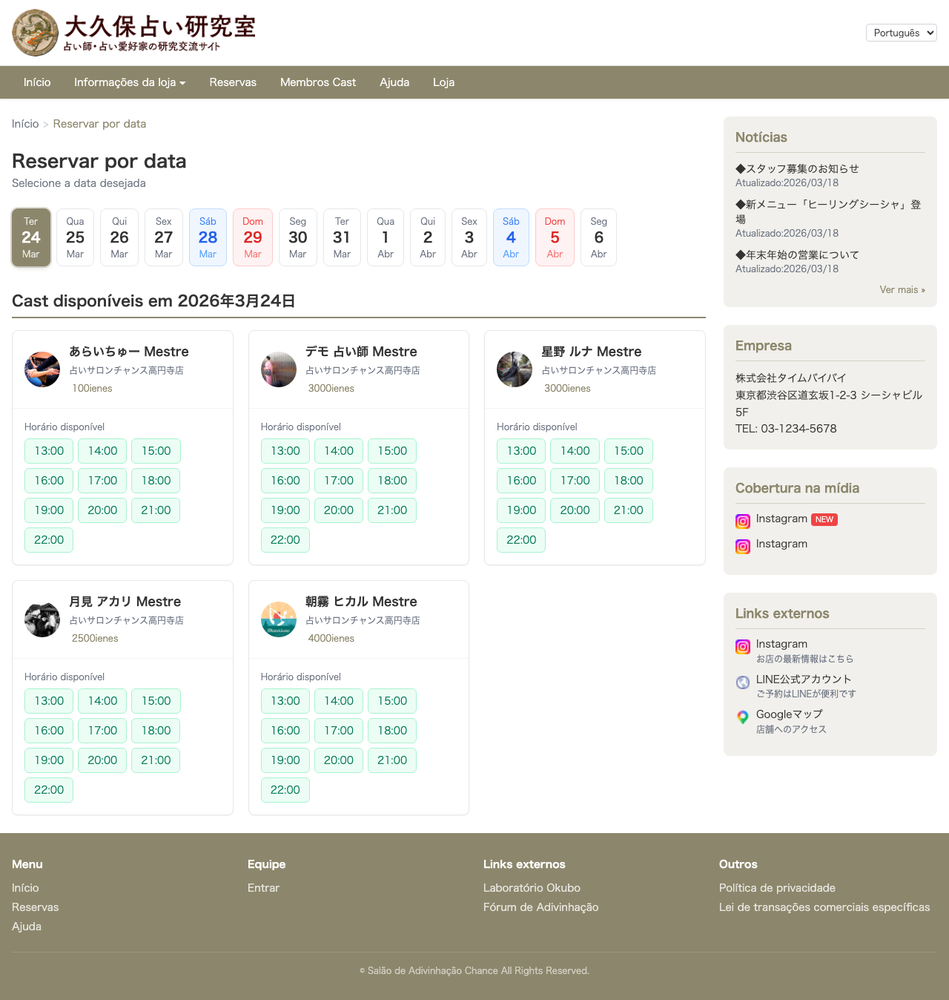 大久保占い研究室
占い師・占い愛好家の研究交流サイト
Português
Início
Informações da loja
Reservas
Membros Cast
Ajuda
Loja
Início > Reservar por data
Reservar por data
Selecione a data desejada
Ter
24
Mar
Qua
25
Mar
Qui
26
Mar
Sex
27
Mar
Sáb
28
Mar
Dom
29
Mar
Seg
30
Mar
Ter
31
Mar
Qua
1
Abr
Qui
2
Abr
Sex
3
Abr
Sáb
4
Abr
Dom
5
Abr
Seg
6
Abr
Cast disponíveis em 2026年3月24日
あらいちゅー Mestre
占いサロンチャンス高円寺店
100ienes
Horário disponível
13:00 14:00 15:00
16:00 17:00 18:00
19:00 20:00 21:00
22:00
デモ 占い師 Mestre
占いサロンチャンス高円寺店
3000ienes
Horário disponível
13:00 14:00 15:00
16:00 17:00 18:00
19:00 20:00 21:00
22:00
星野 ルナ Mestre
占いサロンチャンス高円寺店
3000ienes
Horário disponível
13:00 14:00 15:00
16:00 17:00 18:00
19:00 20:00 21:00
22:00
月見 アカリ Mestre
占いサロンチャンス高円寺店
2500ienes
Horário disponível
13:00 14:00 15:00
16:00 17:00 18:00
19:00 20:00 21:00
22:00
朝霧 ヒカル Mestre
占いサロンチャンス高円寺店
4000ienes
Horário disponível
13:00 14:00 15:00
16:00 17:00 18:00
19:00 20:00 21:00
22:00
Notícias
◆スタッフ募集のお知らせ
Atualizado:2026/03/18
◆新メニュー「ヒーリングシーシャ」登
場
Atualizado:2026/03/18
◆年末年始の営業について
Atualizado:2026/03/18
Ver mais »
Empresa
株式会社タイムバイバイ
東京都渋谷区道玄坂1-2-3 シーシャビル
5F
TEL: 03-1234-5678
Cobertura na mídia
Instagram NEW
Instagram
Links externos
Instagram
お店の最新情報はこちら
LINE公式アカウント
ご予約はLINEが便利です
Googleマップ
店舗へのアクセス
Menu
Início
Reservas
Ajuda
Equipe
Entrar
Links externos
Laboratório Okubo
Fórum de Adivinhação
Outros
Política de privacidade
Lei de transações comerciais específicas
© Salão de Adivinhação Chance All Rights Reserved.